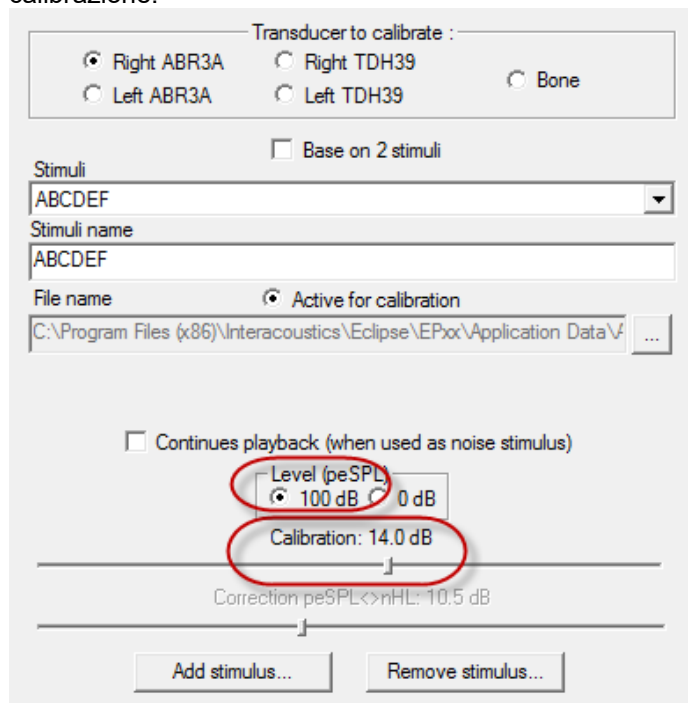 calibrazione.
Transducer to calibrate :
Right ABR3A Right TDH39
Bone
Left ABR3A Left TDH39
Base on 2 stimuli
Stimuli
ABCDEF
Stimuli name
ABCDEF
File name Active for calibration
C:\Program Files (x86)\Interacoustics\Eclipse\EPxx\Application Data\ ...
Continues playback (when used as noise stimulus)
Level (peSPL)
100 dB 0 dB
Calibration: 14.0 dB
Correction peSPL<>nHL: 10.5 dB
Add stimulus... Remove stimulus...